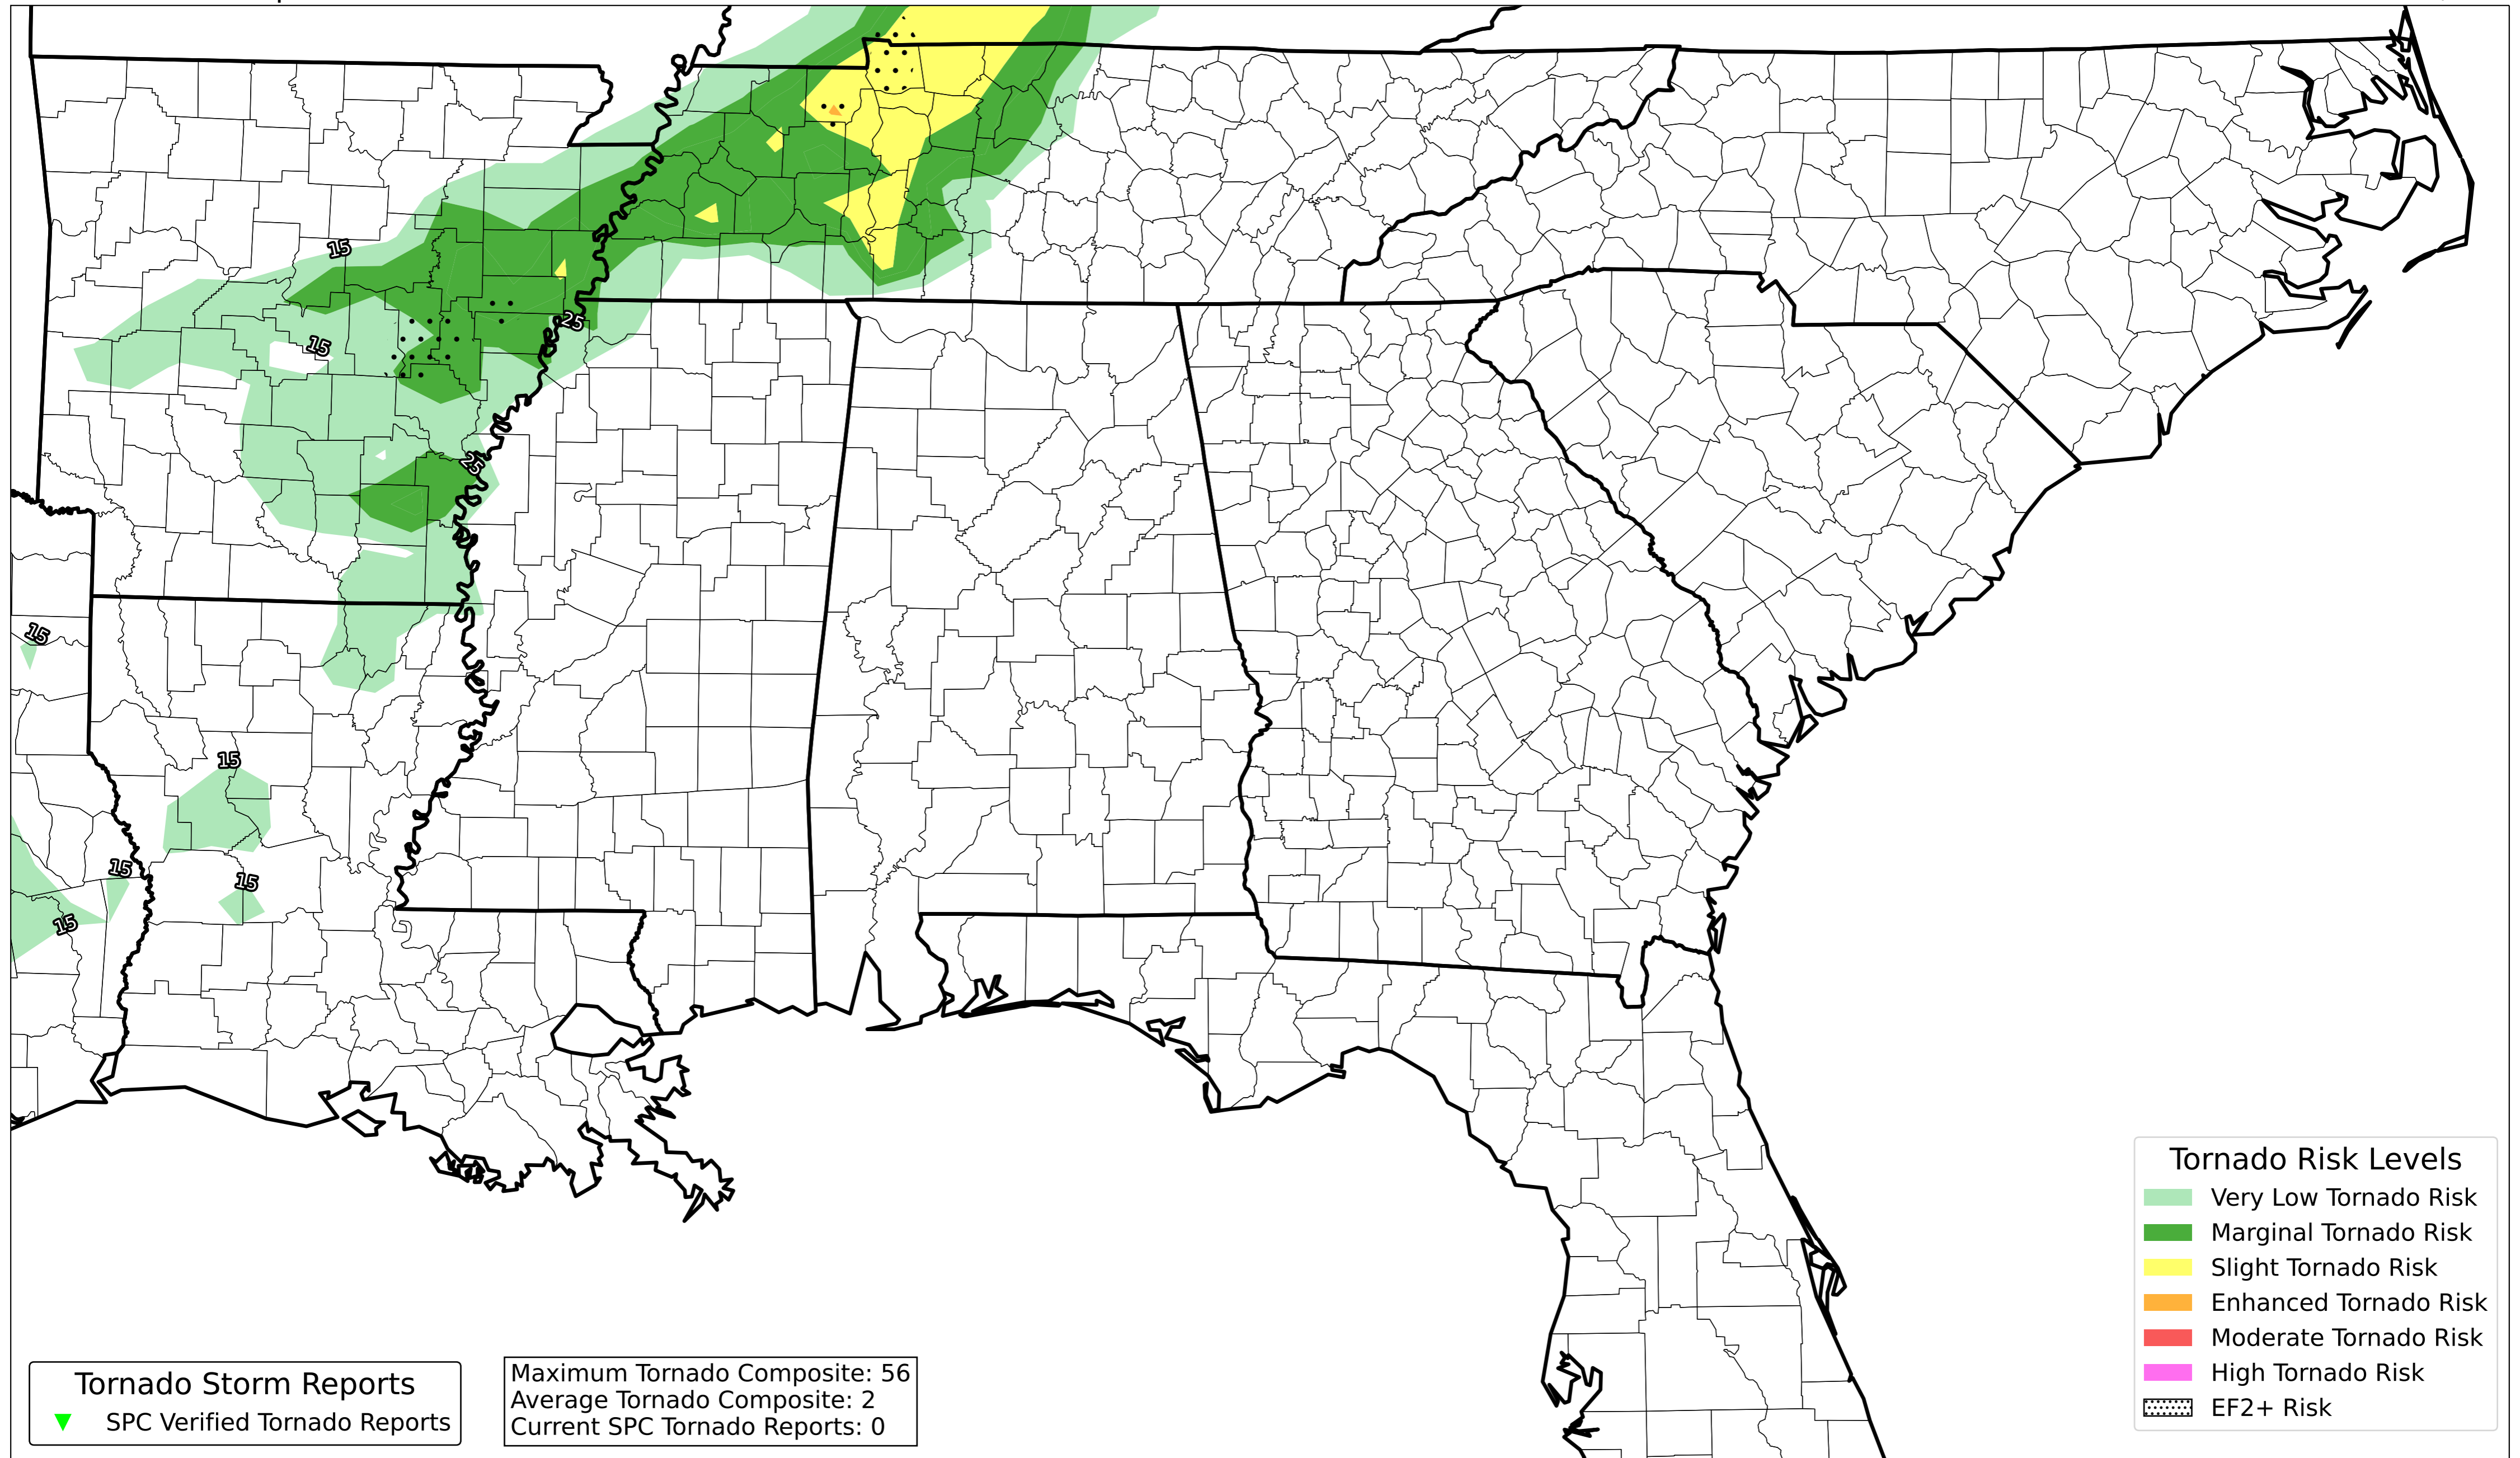 15
15
25
25
15
15
15
15
15
Tornado Risk Levels
Very Low Tornado Risk
Marginal Tornado Risk
Slight Tornado Risk
Enhanced Tornado Risk
Moderate Tornado Risk
High Tornado Risk
EF2+ Risk
Tornado Storm Reports
SPC Verified Tornado Reports
Maximum Tornado Composite: 56
Average Tornado Composite: 2
Current SPC Tornado Reports: 0